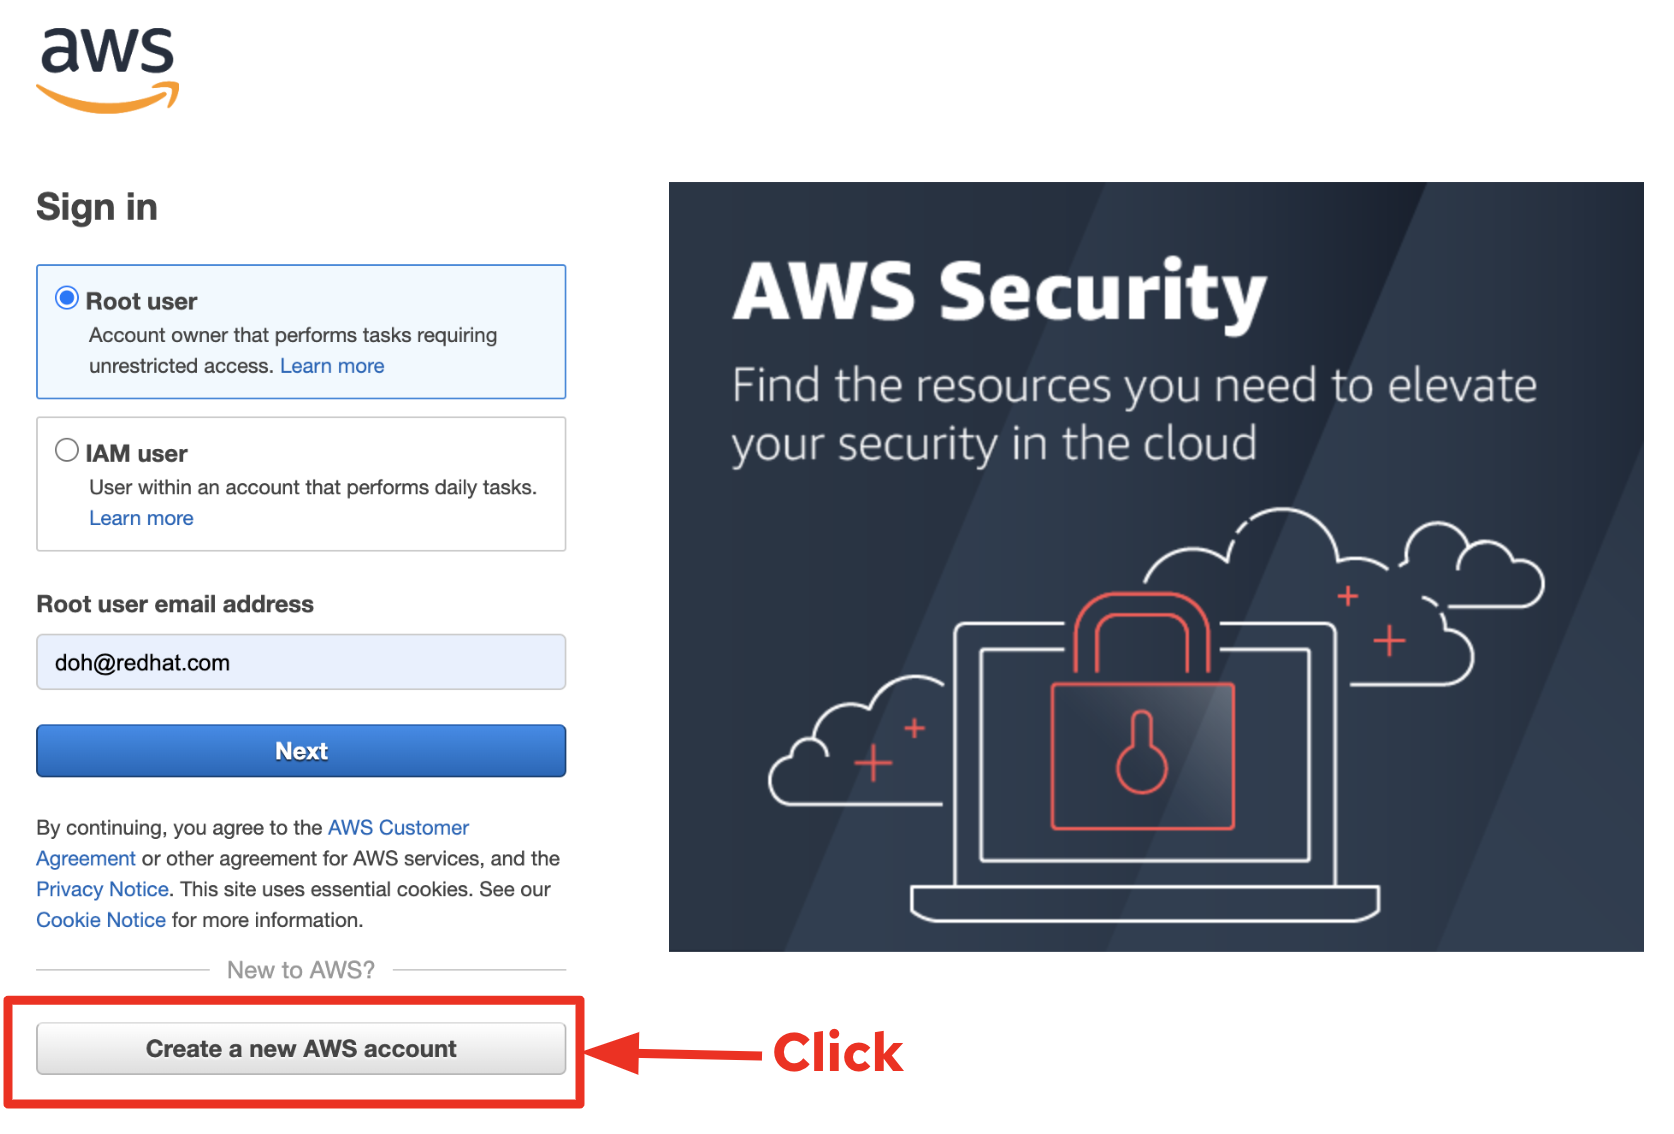 aws
Sign in
Root user
Account owner that performs tasks requiring
unrestricted access. Learn more
IAM user
User within an account that performs daily tasks.
Learn more
Root user email address
doh@redhat.com
Next
By continuing, you agree to the AWS Customer
Agreement or other agreement for AWS services, and the
Privacy Notice. This site uses essential cookies. See our
Cookie Notice for more information.
New to AWS?
Create a new AWS account
Click
AWS Security
Find the resources you need to elevate
your security in the cloud